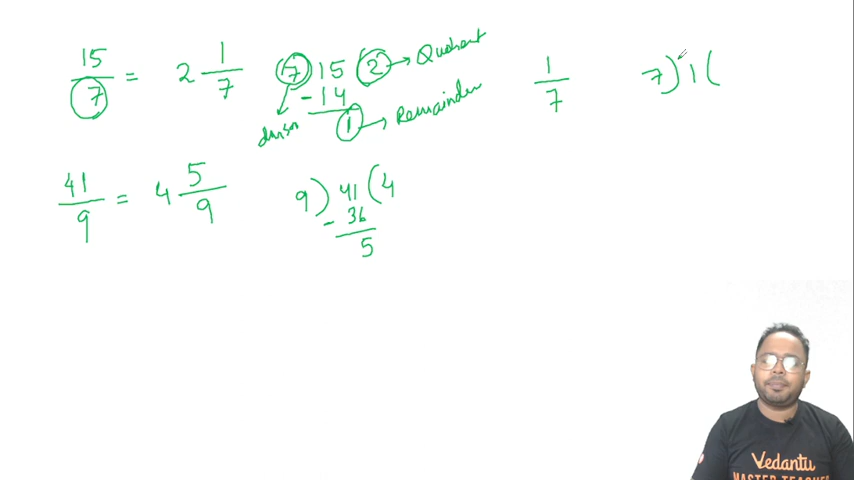 15/7 = 2 1/7
7 ) 15 ( 2 → Quotient
- 14
1 → Remainder
divisor
41/9 = 4 5/9
9 ) 41 ( 4
- 36
5
1/7
7 ) 1 (
Vedantu
MASTER TEACHER